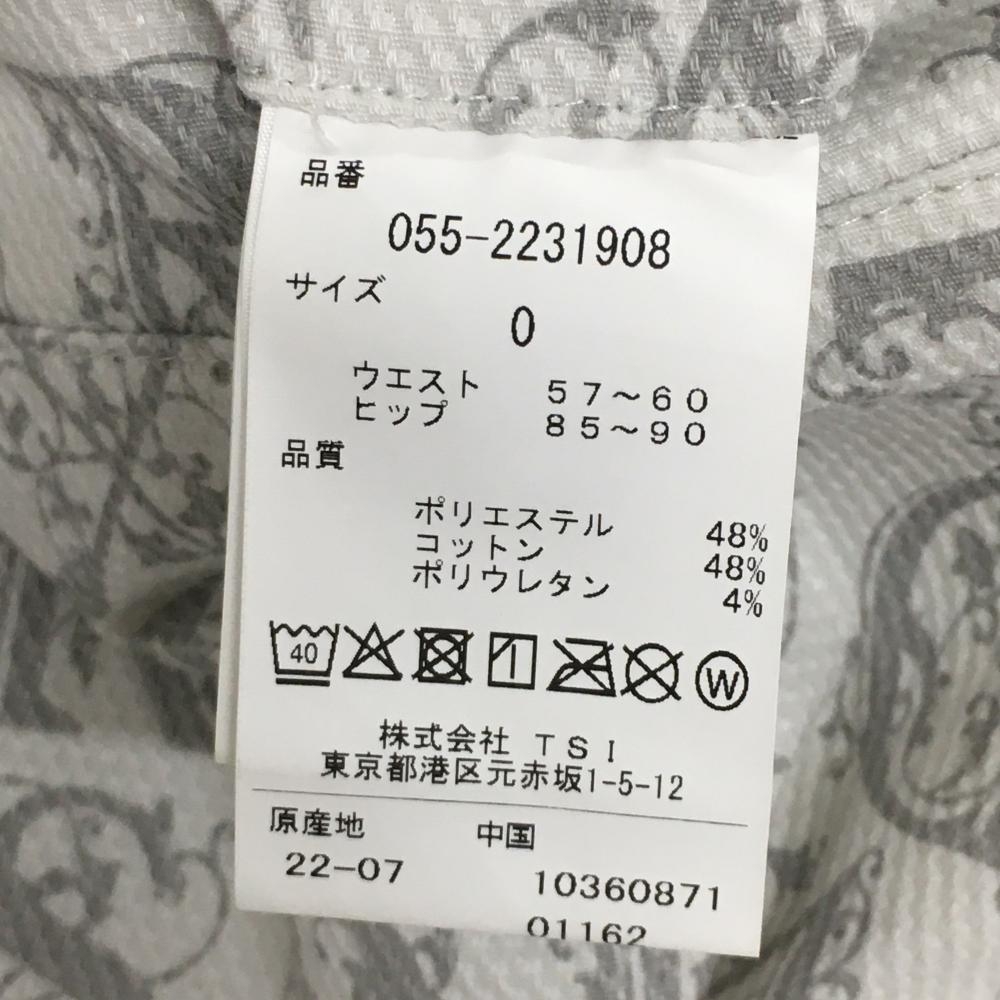 品番
055-2231908
サイズ
0
ウエスト 57～60
ヒップ 85～90
品質
ポリエステル 48%
コットン 48%
ポリウレタン 4%
40
W
株式会社 TSI
東京都港区元赤坂1-5-12
原産地 中国
22-07 10360871
01162